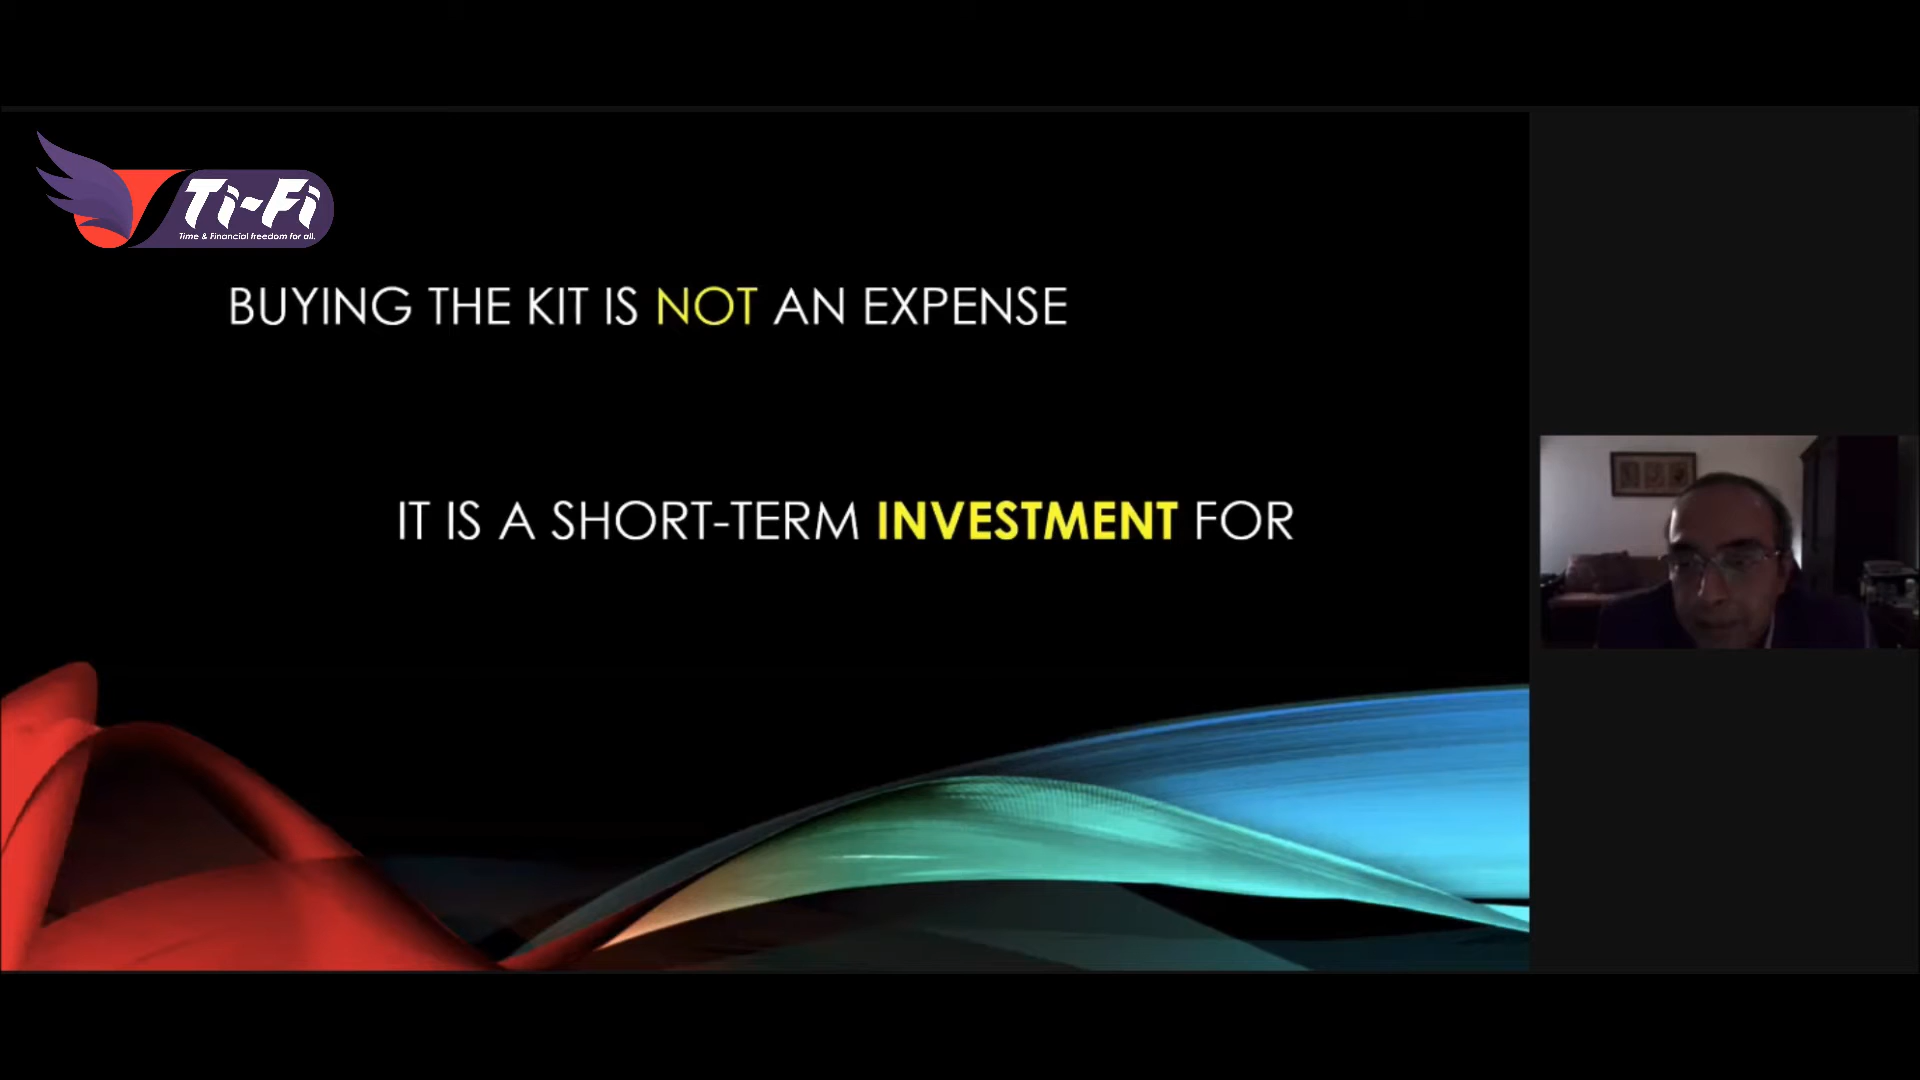 Ti-Fi
Time & Financial freedom for all.
BUYING THE KIT IS NOT AN EXPENSE
IT IS A SHORT-TERM INVESTMENT FOR